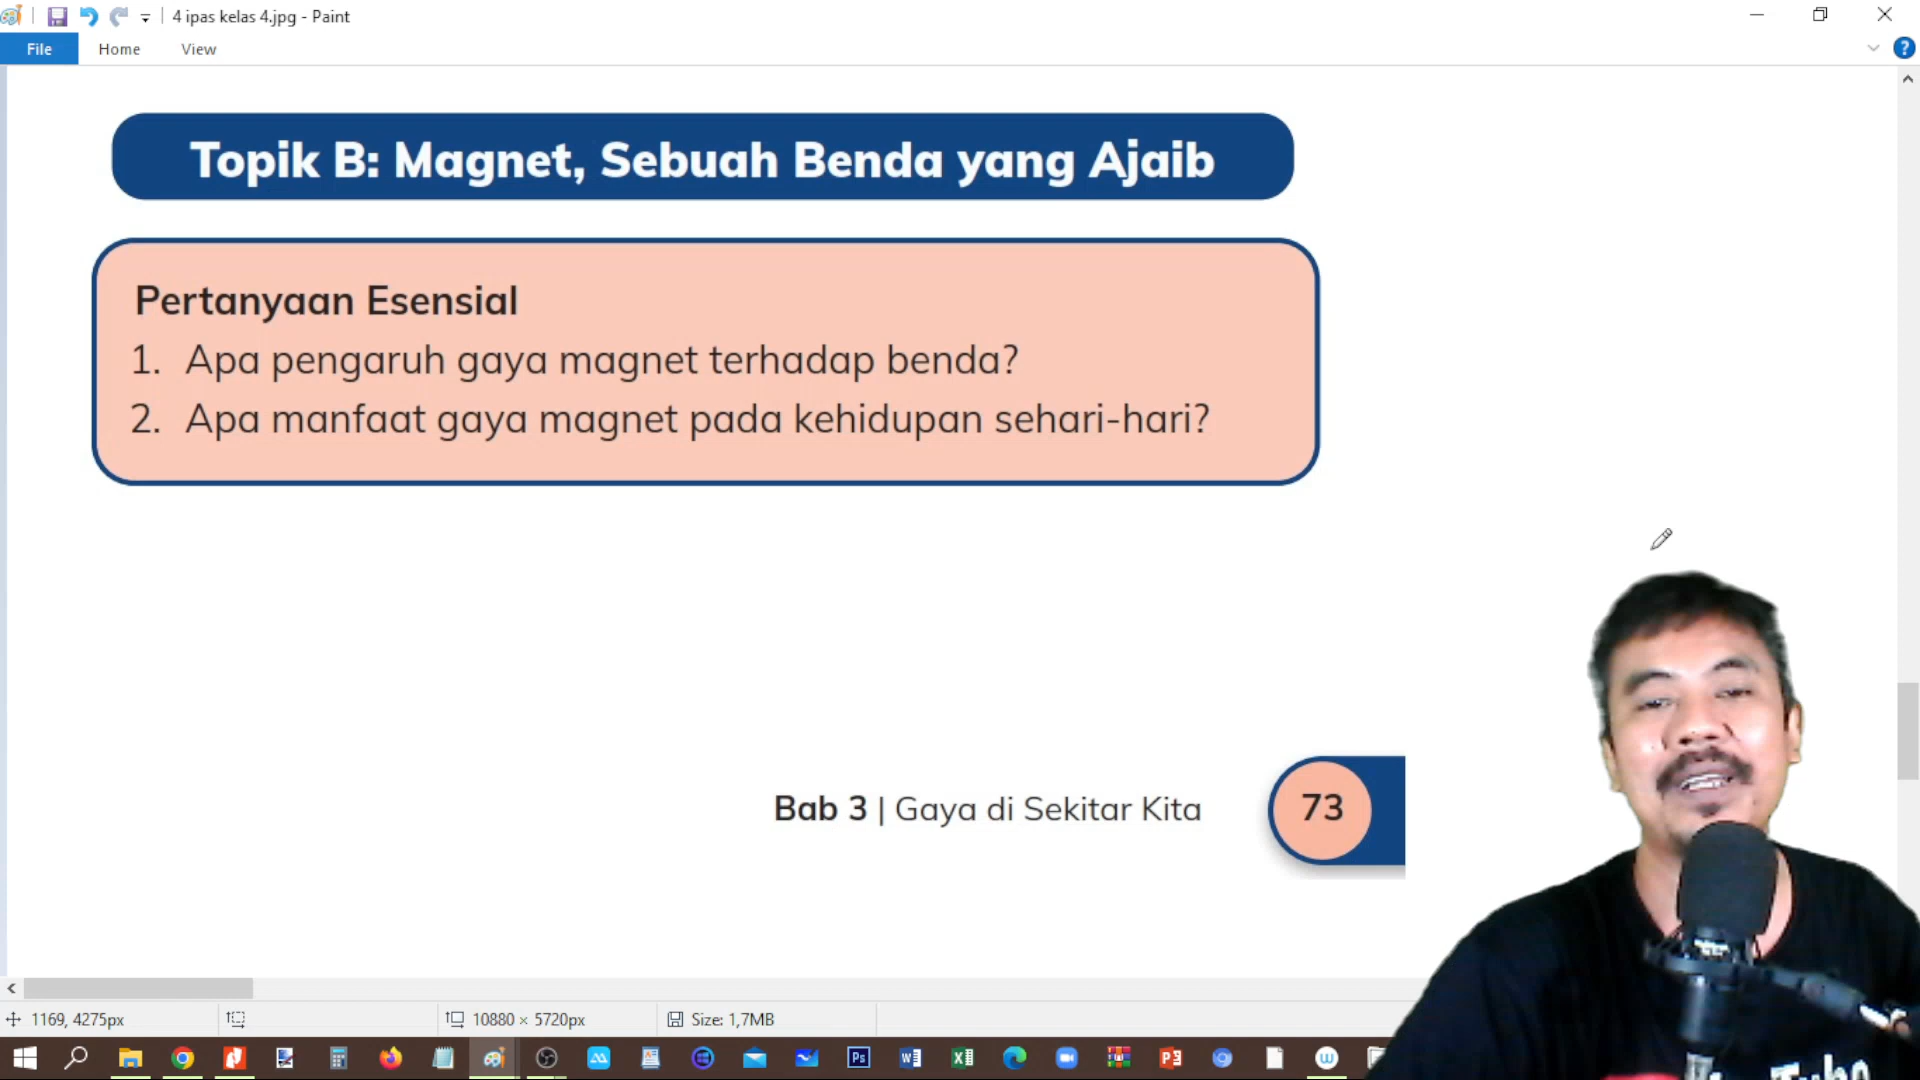 4 ipas kelas 4.jpg - Paint
File Home View
Topik B: Magnet, Sebuah Benda yang Ajaib
Pertanyaan Esensial
1. Apa pengaruh gaya magnet terhadap benda?
2. Apa manfaat gaya magnet pada kehidupan sehari-hari?
Bab 3 | Gaya di Sekitar Kita 73
1169, 4275px 10880 × 5720px Size: 1,7MB